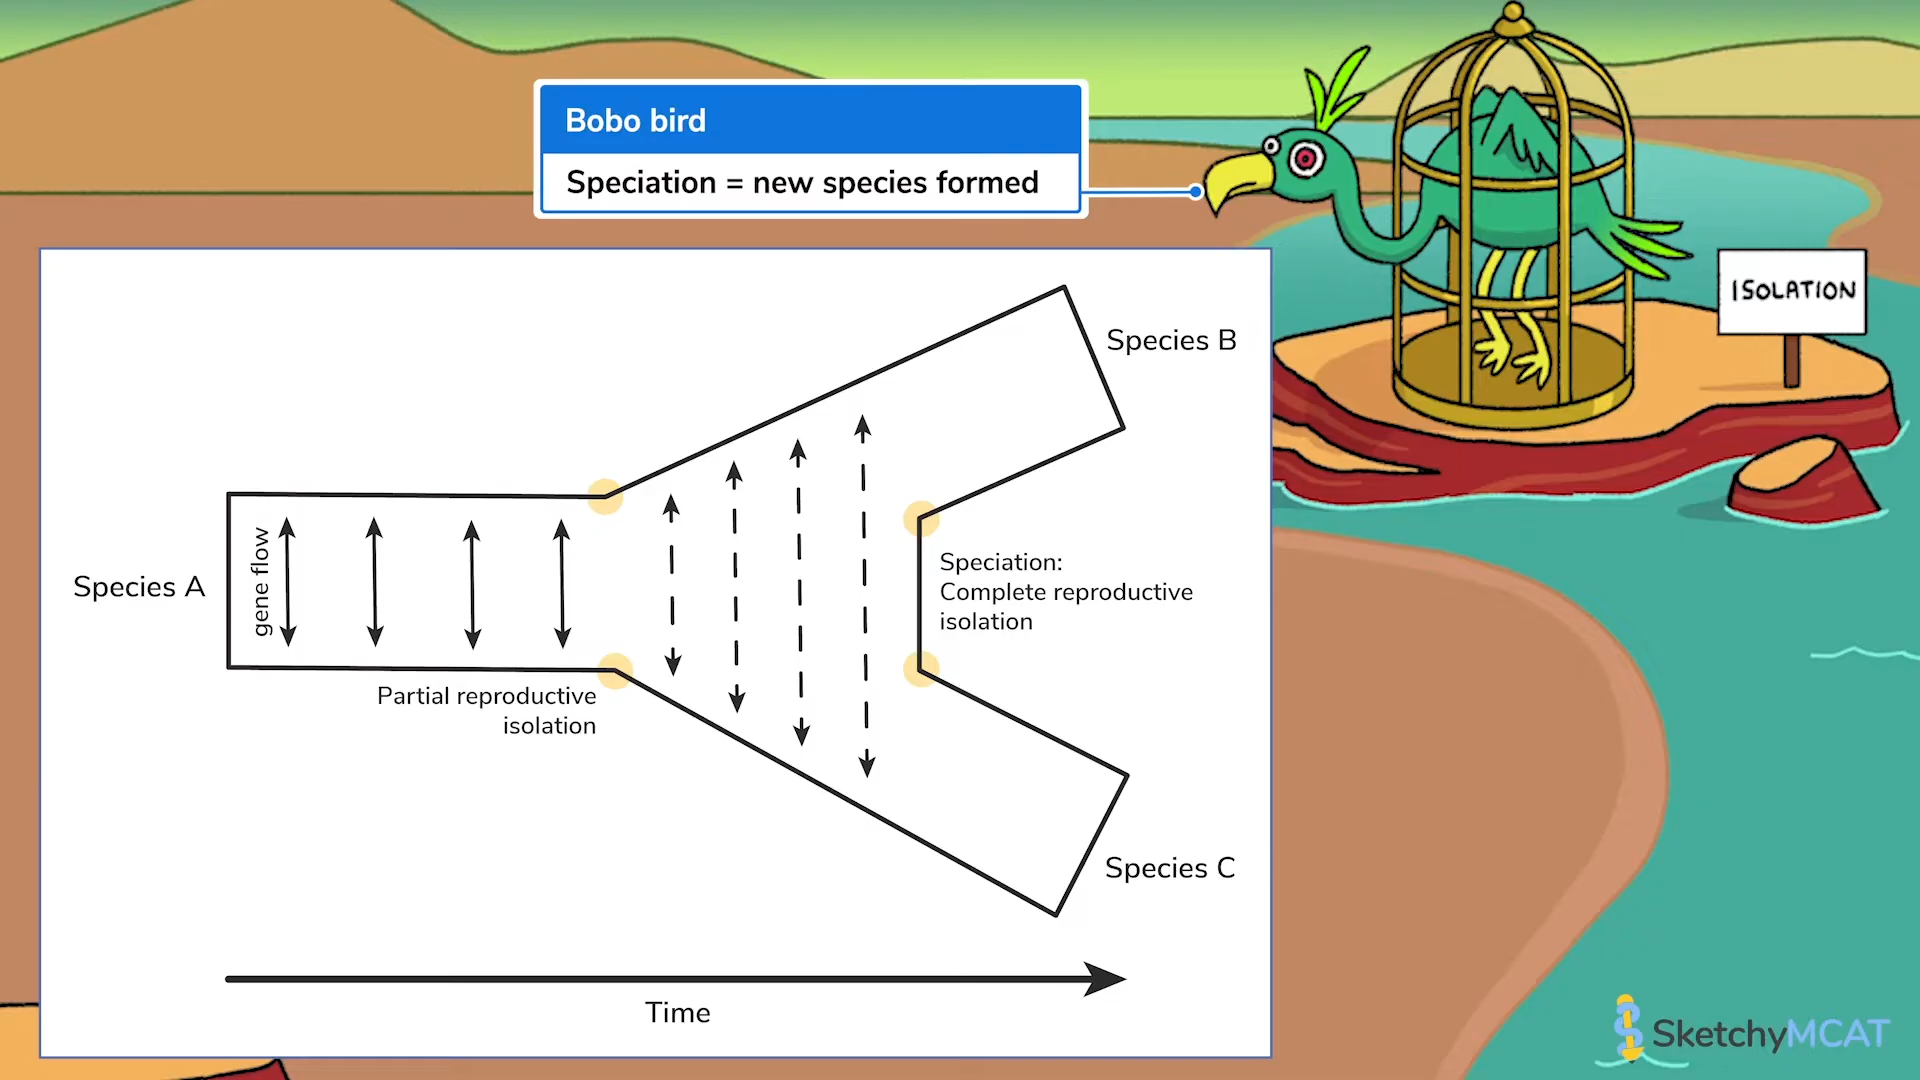 Bobo bird
Speciation = new species formed
ISOLATION
Species B
gene flow
Species A
Speciation:
Complete reproductive
isolation
Partial reproductive
isolation
Species C
Time
SketchyMCAT